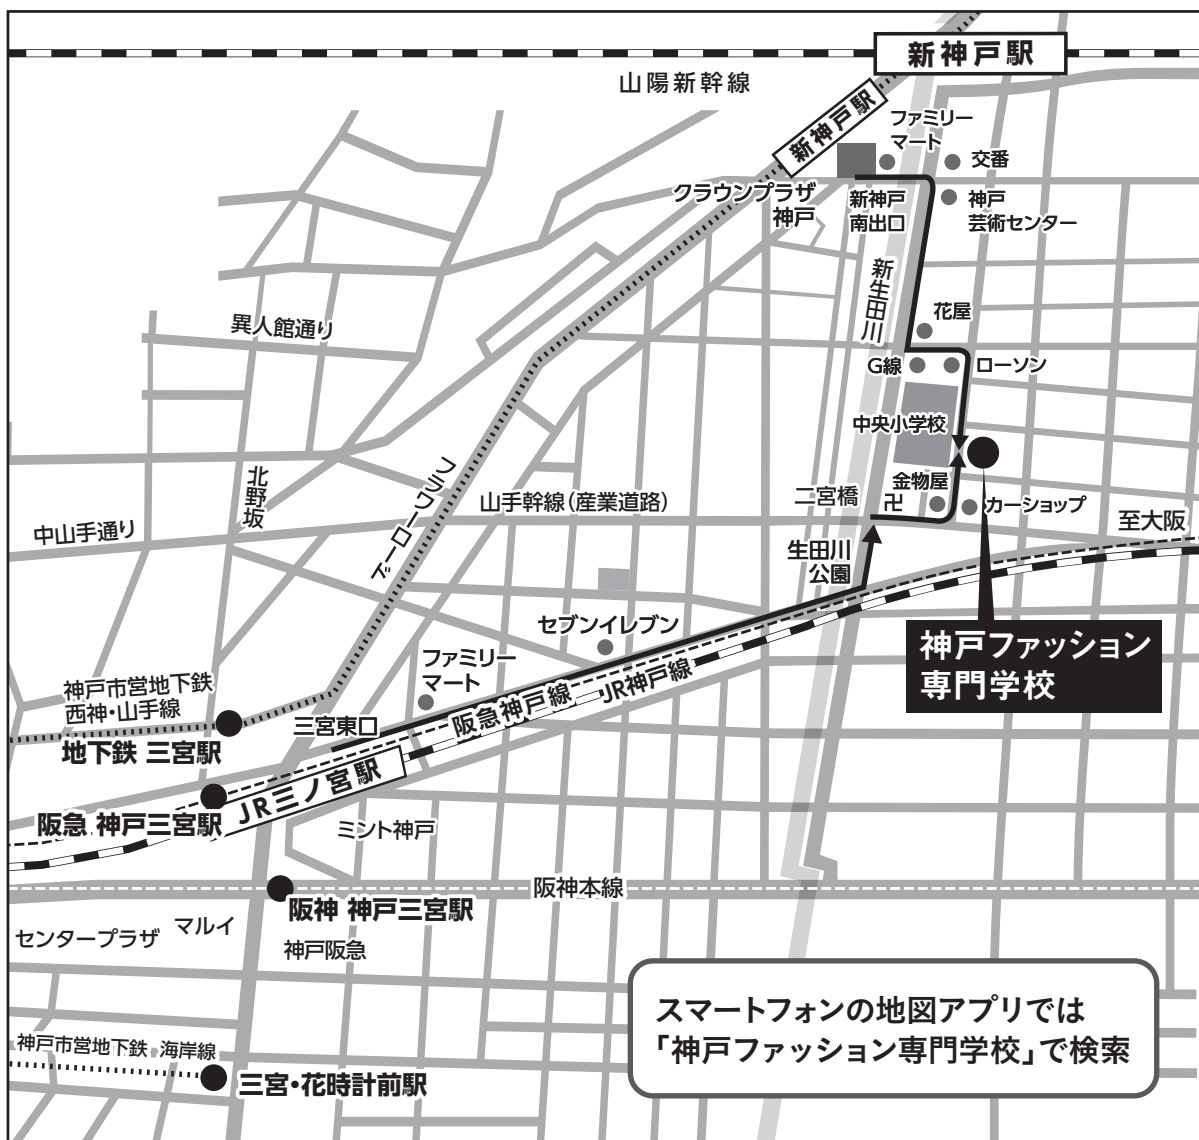 新神戸駅
山陽新幹線
新神戸駅
ファミリー
マート
交番
クラウンプラザ
神戸
新神戸
南出口
神戸
芸術センター
新生田川
異人館通り
花屋
G線
ローソン
中央小学校
北野坂
フラワーロード
山手幹線(産業道路)
二宮橋
金物屋
卍
カーショップ
中山手通り
至大阪
生田川
公園
セブンイレブン
ファミリー
マート
神戸ファッション
専門学校
神戸市営地下鉄
西神・山手線
地下鉄 三宮駅
三宮東口
阪急神戸線
JR神戸線
JR三ノ宮駅
阪急 神戸三宮駅
ミント神戸
阪神本線
阪神 神戸三宮駅
マルイ
センタープラザ
神戸阪急
スマートフォンの地図アプリでは
「神戸ファッション専門学校」で検索
神戸市営地下鉄 海岸線
三宮・花時計前駅